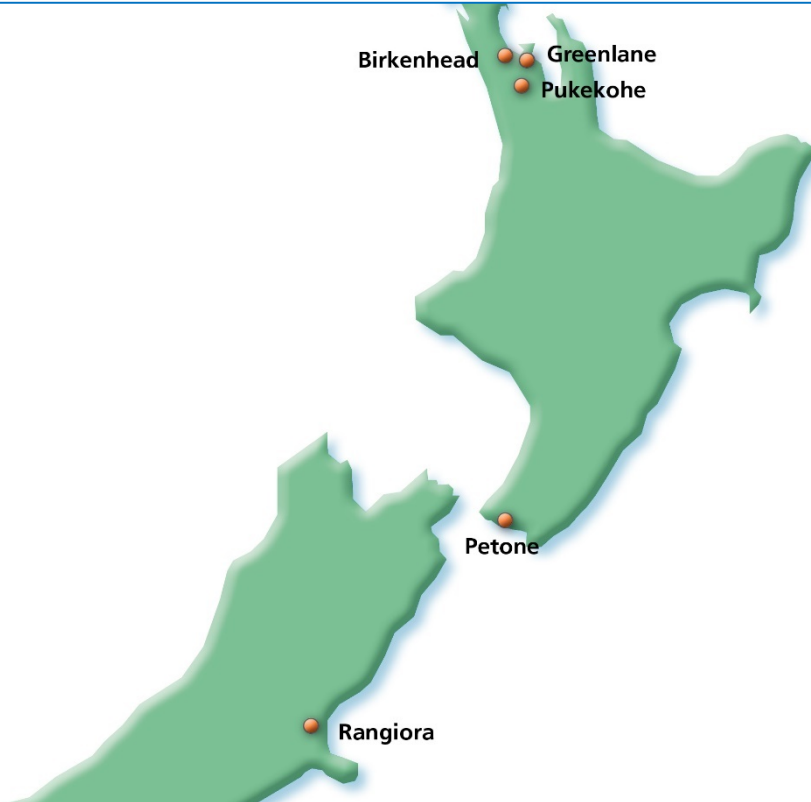 Birkenhead
Greenlane
Pukekohe
Petone
Rangiora